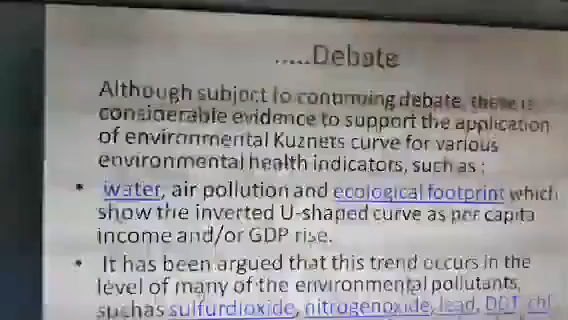 .....Debate
Although subject to continuing debate, there is
considerable evidence to support the application
of environmental Kuznets curve for various
environmental health indicators, such as :
• water, air pollution and ecological footprint which
show the inverted U-shaped curve as per capita
income and/or GDP rise.
• It has been argued that this trend occurs in the
level of many of the environmental pollutants,
suchas sulfurdioxide, nitrogenoxide, lead, DDT,